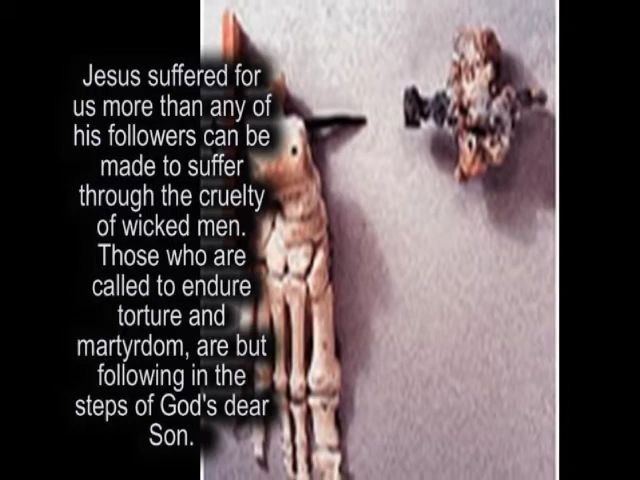 Jesus suffered for
us more than any of
his followers can be
made to suffer
through the cruelty
of wicked men.
Those who are
called to endure
torture and
martyrdom, are but
following in the
steps of God's dear
Son.